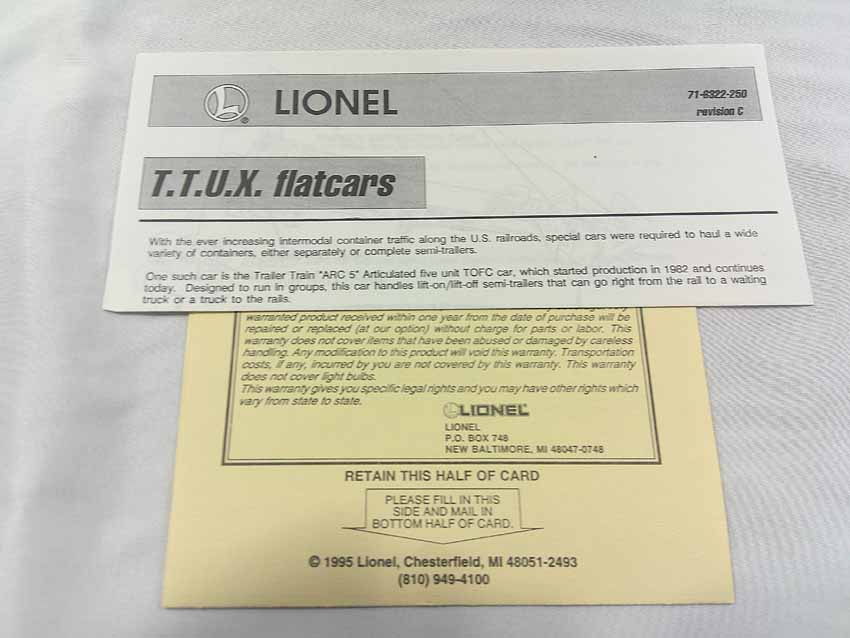 LIONEL
71-6322-250
revision C
T.T.U.X. flatcars
With the ever increasing intermodal container traffic along the U.S. railroads, special cars were required to haul a wide
variety of containers, either separately or complete semi-trailers.
One such car is the Trailer Train "ARC 5" Articulated five unit TOFC car, which started production in 1982 and continues
today. Designed to run in groups, this car handles lift-on/lift-off semi-trailers that can go right from the rail to a waiting
truck or a truck to the rails.
warranted product received within one year from the date of purchase will be
repaired or replaced (at our option) without charge for parts or labor. This
warranty does not cover items that have been abused or damaged by careless
handling. Any modification to this product will void this warranty. Transportation
costs, if any, incurred by you are not covered by this warranty. This warranty
does not cover light bulbs.
This warranty gives you specific legal rights and you may have other rights which
vary from state to state.
LIONEL
LIONEL
P.O. BOX 748
NEW BALTIMORE, MI 48047-0748
RETAIN THIS HALF OF CARD
PLEASE FILL IN THIS
SIDE AND MAIL IN
BOTTOM HALF OF CARD.
© 1995 Lionel, Chesterfield, MI 48051-2493
(810) 949-4100